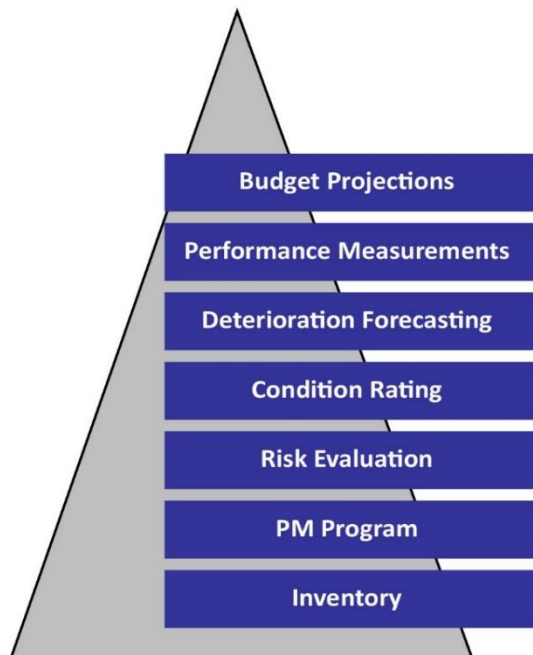 Budget Projections
Performance Measurements
Deterioration Forecasting
Condition Rating
Risk Evaluation
PM Program
Inventory